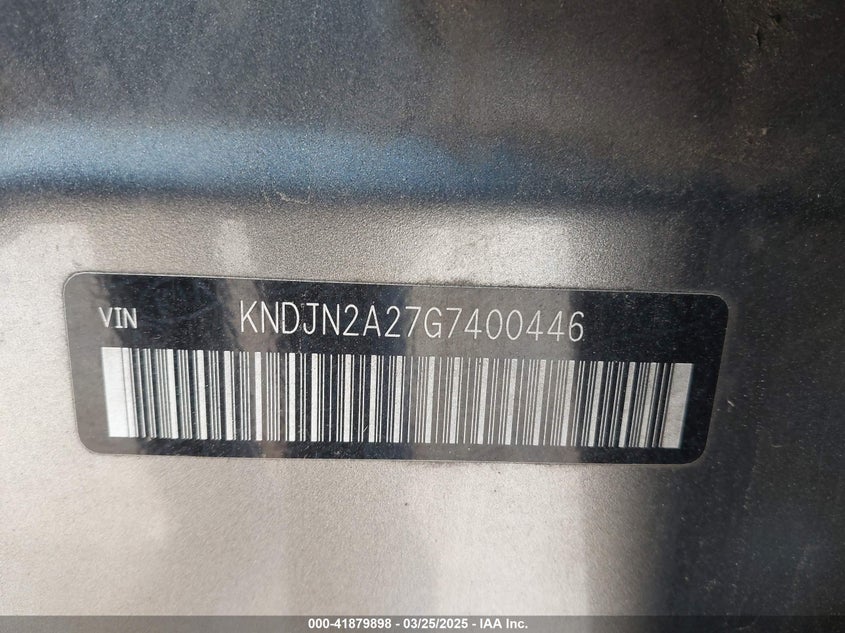 VIN KNDJN2A27G7400446
000-41879898 - 03/25/2025 - IAA Inc.